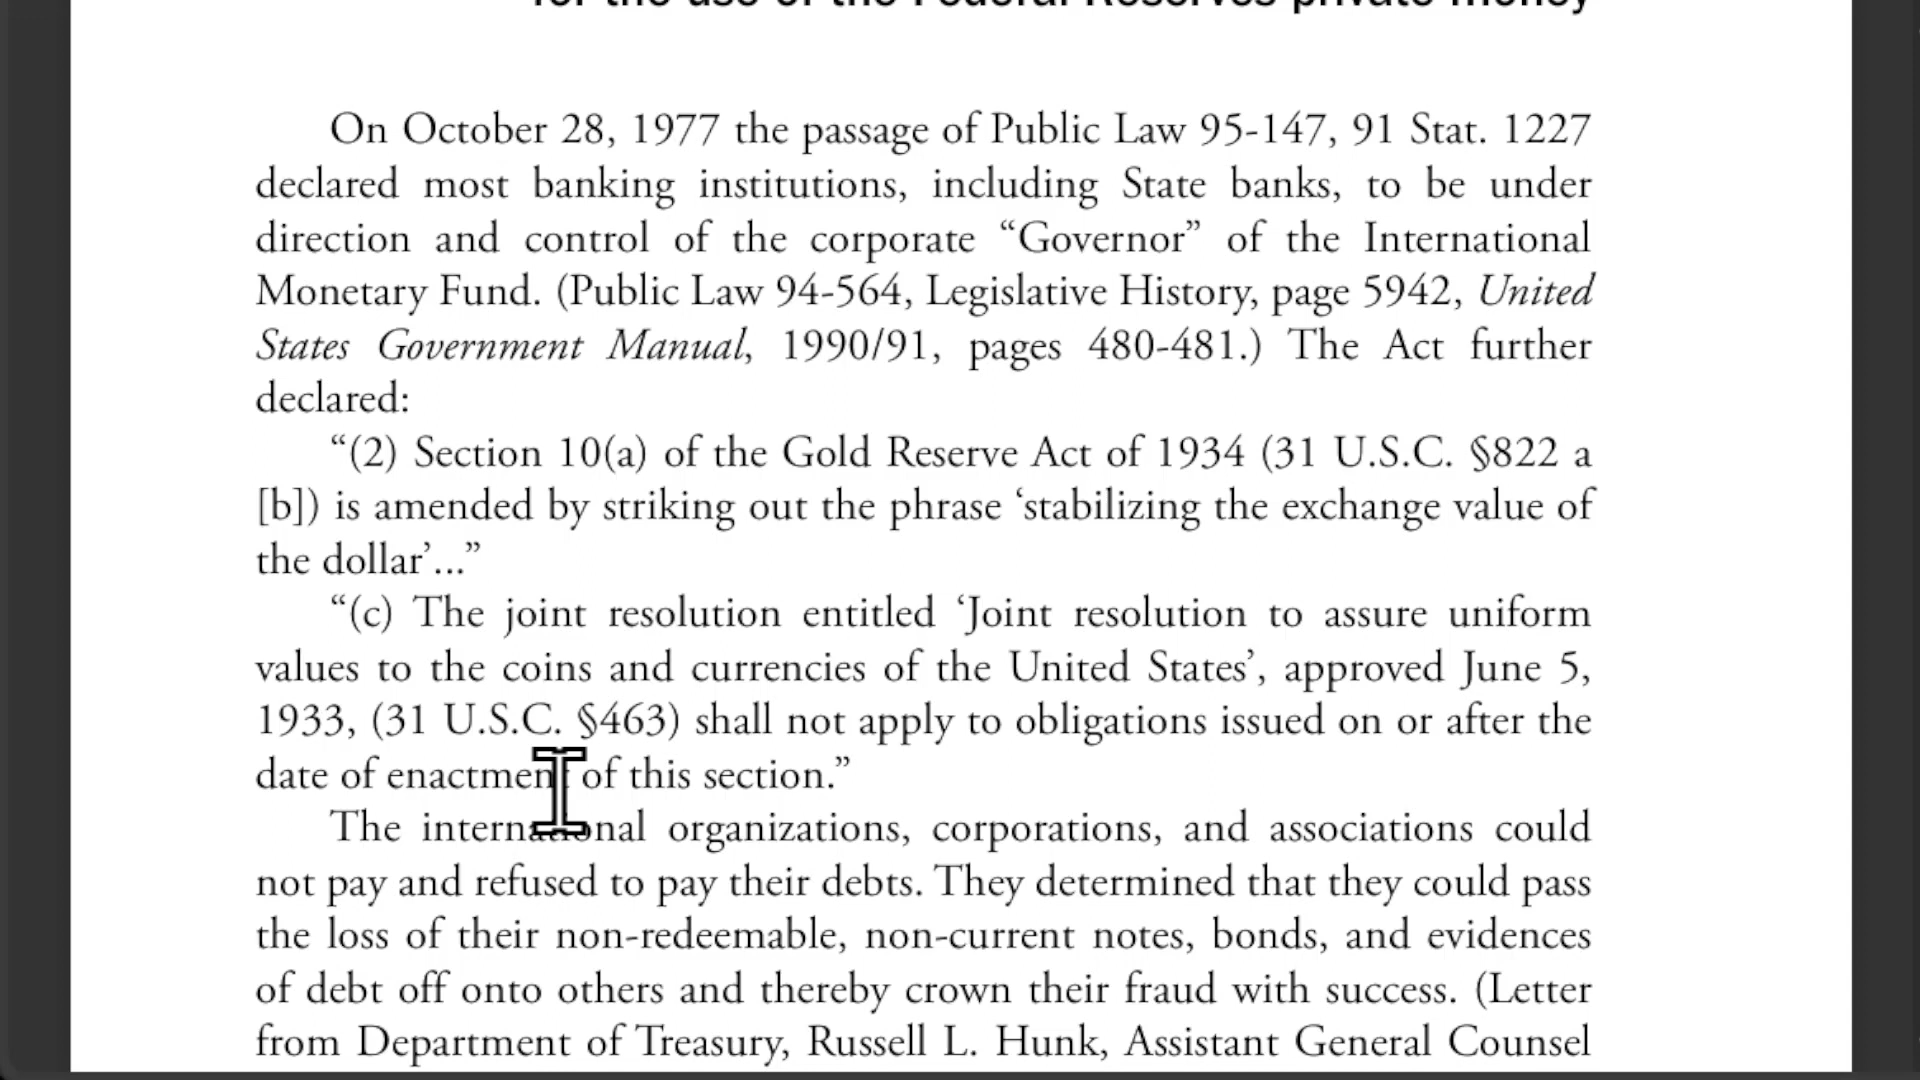 for the use of the Federal Reserves private money
On October 28, 1977 the passage of Public Law 95-147, 91 Stat. 1227
declared most banking institutions, including State banks, to be under
direction and control of the corporate “Governor” of the International
Monetary Fund. (Public Law 94-564, Legislative History, page 5942, United
States Government Manual, 1990/91, pages 480-481.) The Act further
declared:
“(2) Section 10(a) of the Gold Reserve Act of 1934 (31 U.S.C. §822 a
[b]) is amended by striking out the phrase ‘stabilizing the exchange value of
the dollar’...”
“(c) The joint resolution entitled ‘Joint resolution to assure uniform
values to the coins and currencies of the United States’, approved June 5,
1933, (31 U.S.C. §463) shall not apply to obligations issued on or after the
date of enactment of this section.”
The international organizations, corporations, and associations could
not pay and refused to pay their debts. They determined that they could pass
the loss of their non-redeemable, non-current notes, bonds, and evidences
of debt off onto others and thereby crown their fraud with success. (Letter
from Department of Treasury, Russell L. Hunk, Assistant General Counsel